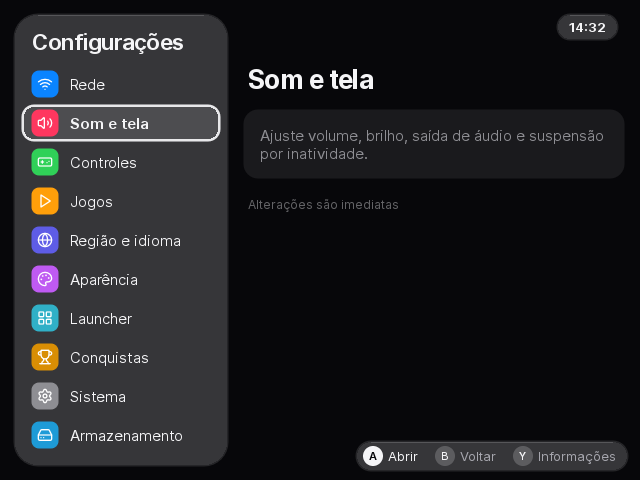 Configurações
Rede
Som e tela
Controles
Jogos
Região e idioma
Aparência
Launcher
Conquistas
Sistema
Armazenamento
14:32
Som e tela
Ajuste volume, brilho, saída de áudio e suspensão
por inatividade.
Alterações são imediatas
A Abrir B Voltar Y Informações